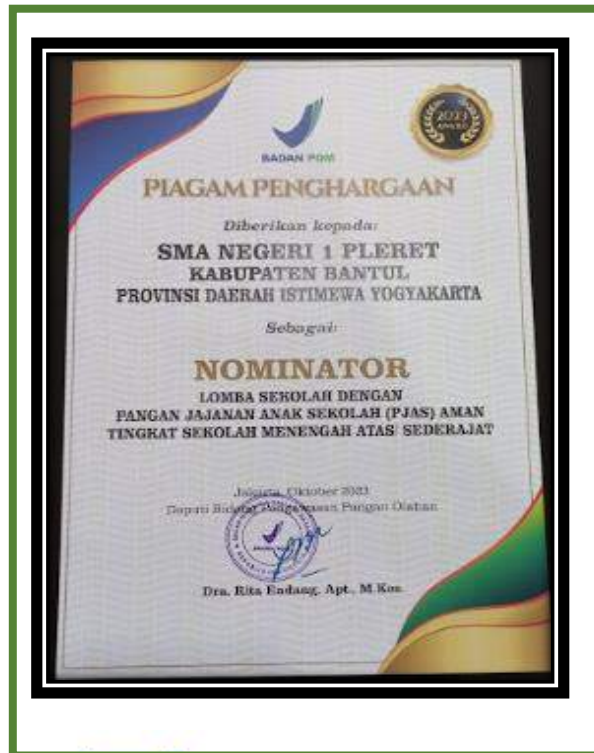 BADAN POM
2023
AWARD
PIAGAM PENGHARGAAN
Diberikan kepada:
SMA NEGERI 1 PLERET
KABUPATEN BANTUL
PROVINSI DAERAH ISTIMEWA YOGYAKARTA
Sebagai:
NOMINATOR
LOMBA SEKOLAH DENGAN
PANGAN JAJANAN ANAK SEKOLAH (PJAS) AMAN
TINGKAT SEKOLAH MENENGAH ATAS/ SEDERAJAT
Jakarta, Oktober 2023
Deputi Bidang Pengawasan Pangan Olahan
Dra. Rita Endang, Apt., M.Kes